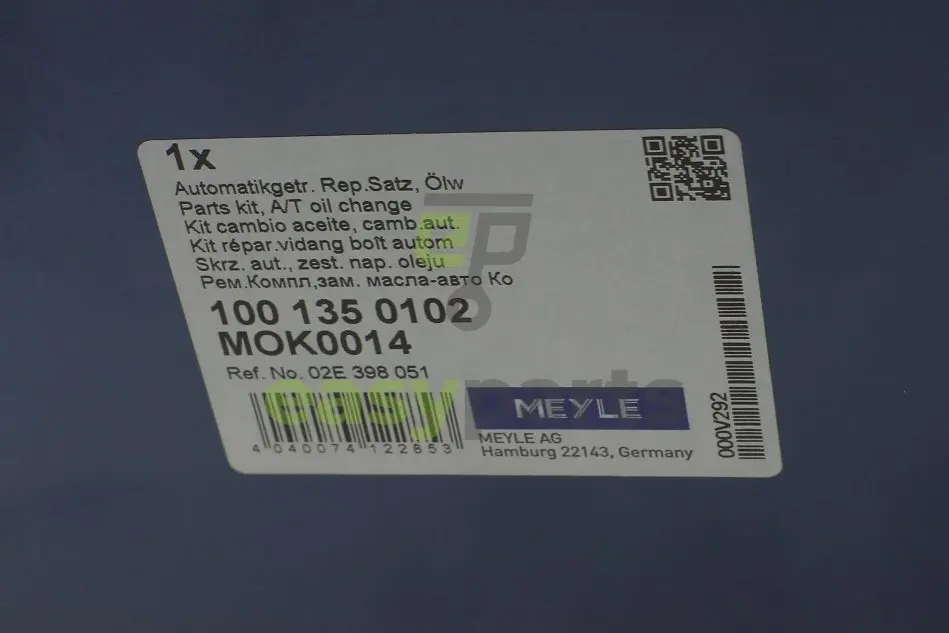 1x
Automatikgetr. Rep.Satz, Ölw
Parts kit, A/T oil change
Kit cambio aceite, camb.aut.
Kit répar.vidang boît autom
Skrz. aut., zest. nap. oleju
Рем.Компл,зам. масла-авто Ко
100 135 0102
MOK0014
Ref. No. 02E 398 051
4 040074 122853
MEYLE
MEYLE AG
Hamburg 22143, Germany
000V292
ep
easyparts